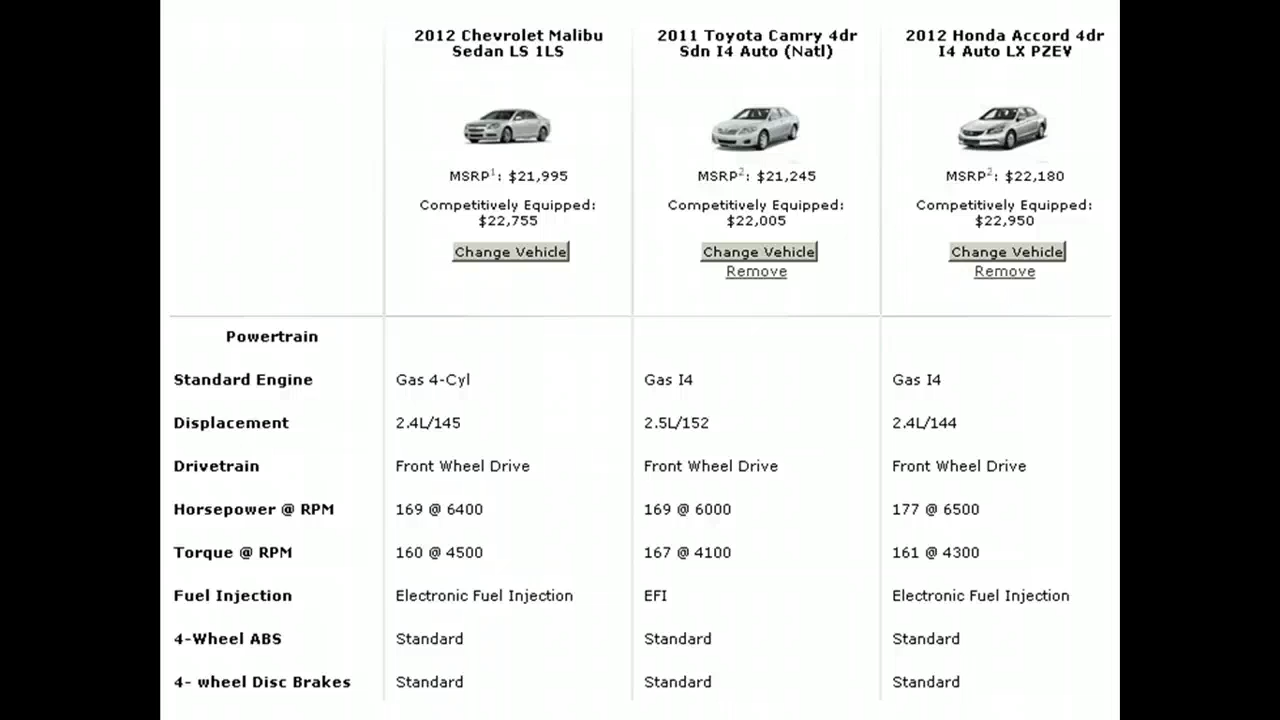 2012 Chevrolet Malibu
Sedan LS 1LS
2011 Toyota Camry 4dr
Sdn I4 Auto (Natl)
2012 Honda Accord 4dr
I4 Auto LX PZEV
MSRP1: $21,995
MSRP2: $21,245
MSRP2: $22,180
Competitively Equipped:
$22,755
Competitively Equipped:
$22,005
Competitively Equipped:
$22,950
Change Vehicle
Change Vehicle
Remove
Change Vehicle
Remove
Powertrain
Standard Engine Gas 4-Cyl Gas I4 Gas I4
Displacement 2.4L/145 2.5L/152 2.4L/144
Drivetrain Front Wheel Drive Front Wheel Drive Front Wheel Drive
Horsepower @ RPM 169 @ 6400 169 @ 6000 177 @ 6500
Torque @ RPM 160 @ 4500 167 @ 4100 161 @ 4300
Fuel Injection Electronic Fuel Injection EFI Electronic Fuel Injection
4-Wheel ABS Standard Standard Standard
4- wheel Disc Brakes Standard Standard Standard